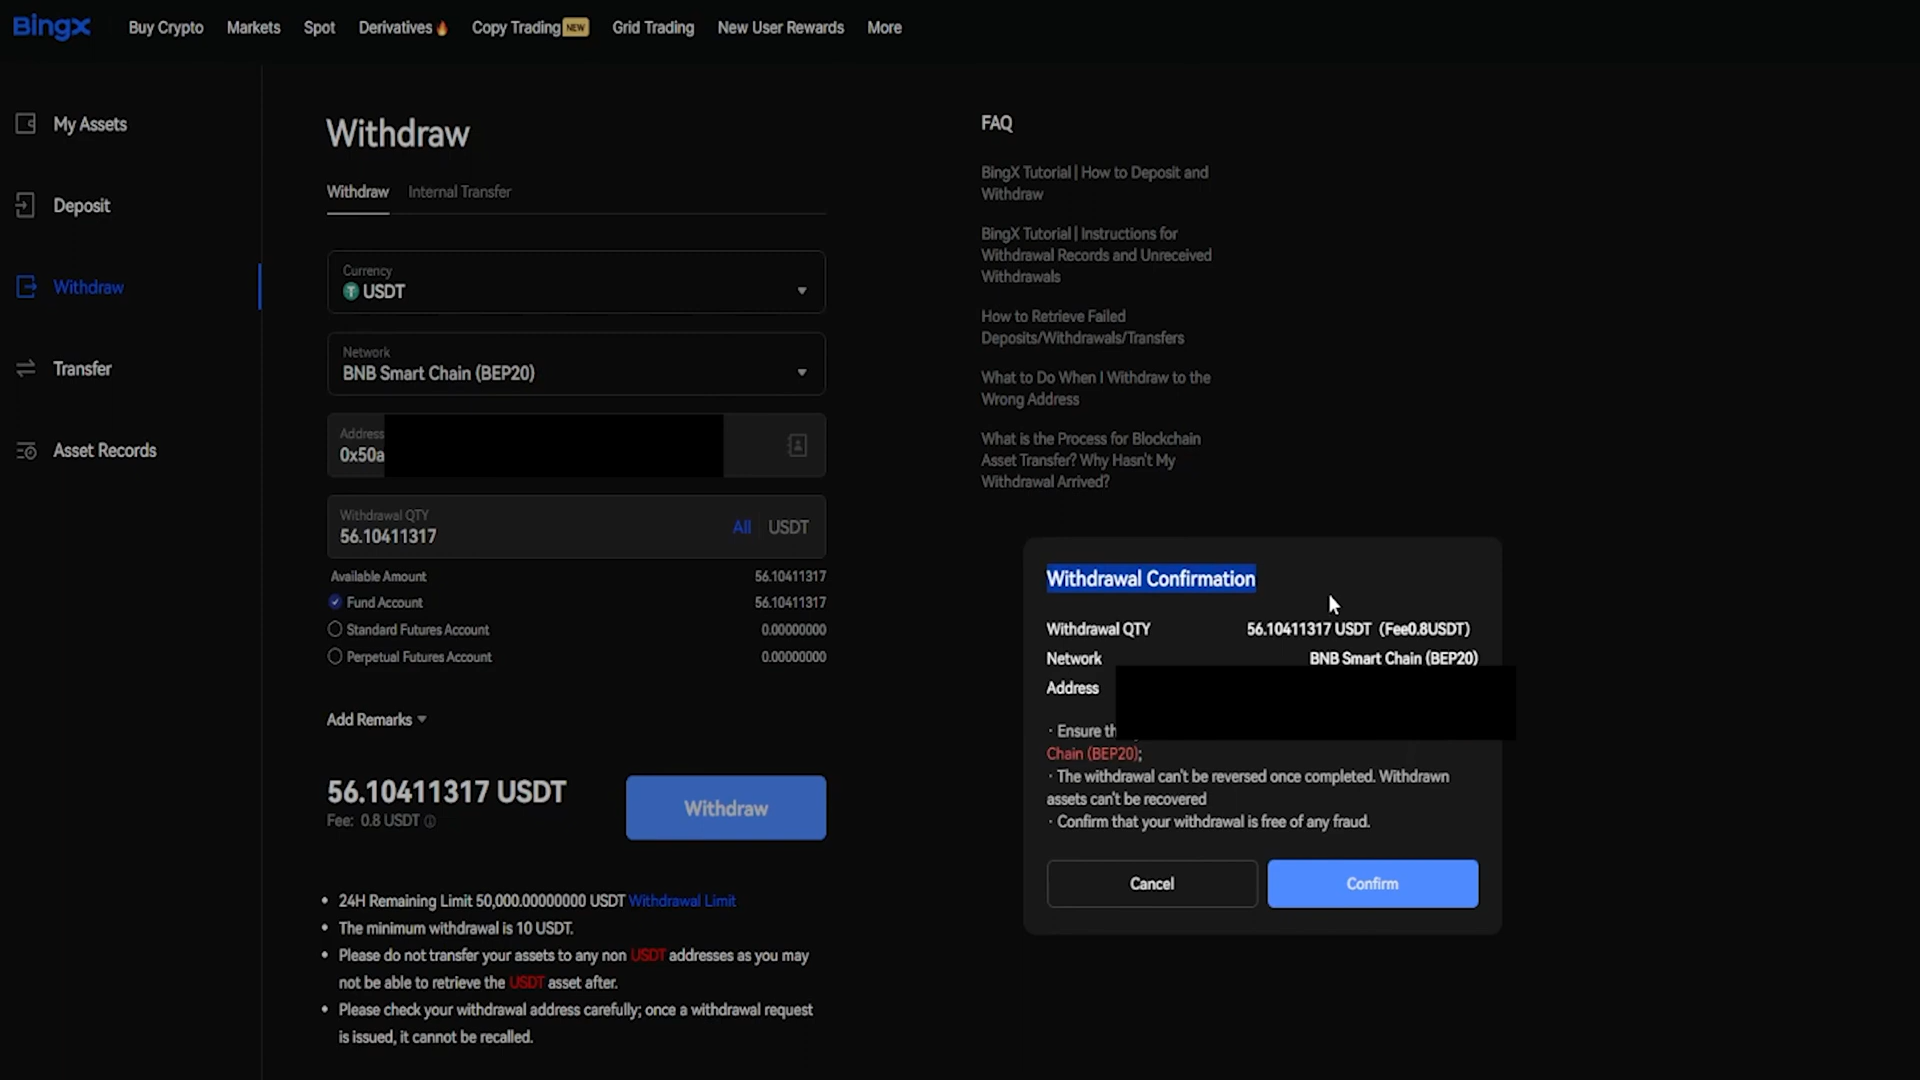 BingX
Buy Crypto
Markets
Spot
Derivatives
Copy Trading NEW
Grid Trading
New User Rewards
More
My Assets
Deposit
Withdraw
Transfer
Asset Records
Withdraw
Withdraw
Internal Transfer
Currency
USDT
Network
BNB Smart Chain (BEP20)
Address
0x50a
Withdrawal QTY
56.10411317
All
USDT
Available Amount 56.10411317
Fund Account 56.10411317
Standard Futures Account 0.00000000
Perpetual Futures Account 0.00000000
Add Remarks
56.10411317 USDT
Fee: 0.8 USDT
Withdraw
• 24H Remaining Limit 50,000.00000000 USDT Withdrawal Limit
• The minimum withdrawal is 10 USDT.
• Please do not transfer your assets to any non USDT addresses as you may
not be able to retrieve the USDT asset after.
• Please check your withdrawal address carefully; once a withdrawal request
is issued, it cannot be recalled.
FAQ
BingX Tutorial | How to Deposit and
Withdraw
BingX Tutorial | Instructions for
Withdrawal Records and Unreceived
Withdrawals
How to Retrieve Failed
Deposits/Withdrawals/Transfers
What to Do When I Withdraw to the
Wrong Address
What is the Process for Blockchain
Asset Transfer? Why Hasn't My
Withdrawal Arrived?
Withdrawal Confirmation
Withdrawal QTY 56.10411317 USDT (Fee0.8USDT)
Network BNB Smart Chain (BEP20)
Address
· Ensure th
Chain (BEP20);
· The withdrawal can't be reversed once completed. Withdrawn
assets can't be recovered
· Confirm that your withdrawal is free of any fraud.
Cancel
Confirm